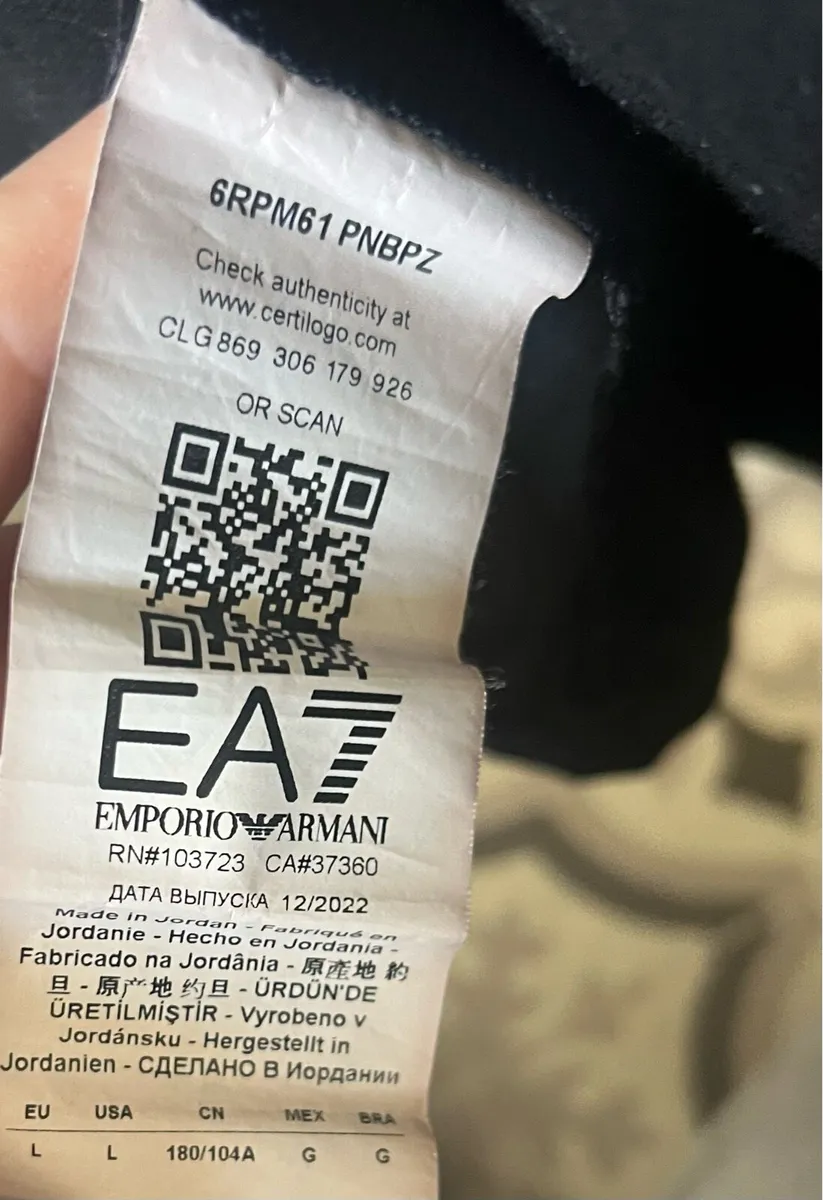 6RPM61 PNBPZ
Check authenticity at
www.certilogo.com
CLG 869 306 179 926
OR SCAN
EA7
EMPORIO ARMANI
RN#103723 CA#37360
ДАТА ВЫПУСКА 12/2022
Made in Jordan - Fabriqué en
Jordanie - Hecho en Jordania -
Fabricado na Jordânia - 原產地 約
旦 - 原产地 约旦 - ÜRDÜN'DE
ÜRETİLMİŞTİR - Vyrobeno v
Jordánsku - Hergestellt in
Jordanien - СДЕЛАНО В Иордании
EU USA CN MEX BRA
L L 180/104A G G